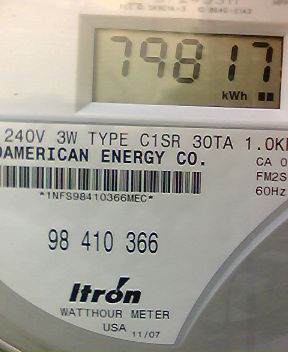 79817
kWh
240V 3W TYPE C1SR 30TA 1.0K
AMERICAN ENERGY CO.
CA 0
FM2S
60Hz
*1NFS98410366MEC*
98 410 366
Itrón
WATTHOUR METER
USA 11/07